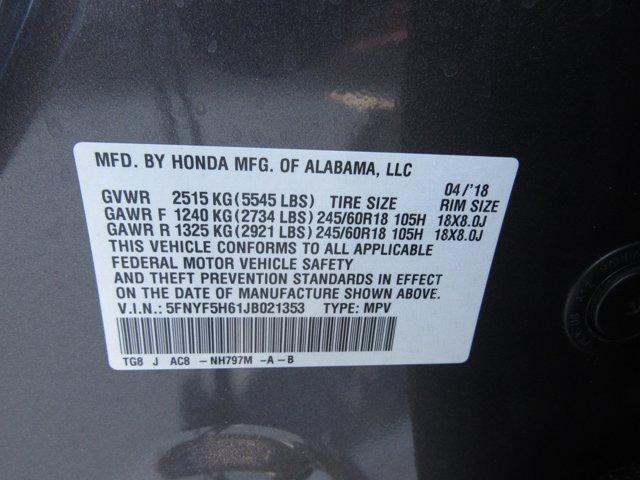 MFD. BY HONDA MFG. OF ALABAMA, LLC
04/'18
GVWR 2515 KG (5545 LBS) TIRE SIZE RIM SIZE
GAWR F 1240 KG (2734 LBS) 245/60R18 105H 18X8.0J
GAWR R 1325 KG (2921 LBS) 245/60R18 105H 18X8.0J
THIS VEHICLE CONFORMS TO ALL APPLICABLE
FEDERAL MOTOR VEHICLE SAFETY
AND THEFT PREVENTION STANDARDS IN EFFECT
ON THE DATE OF MANUFACTURE SHOWN ABOVE.
V.I.N.: 5FNYF5H61JB021353 TYPE: MPV
TG8 J AC8 - NH797M -A-B